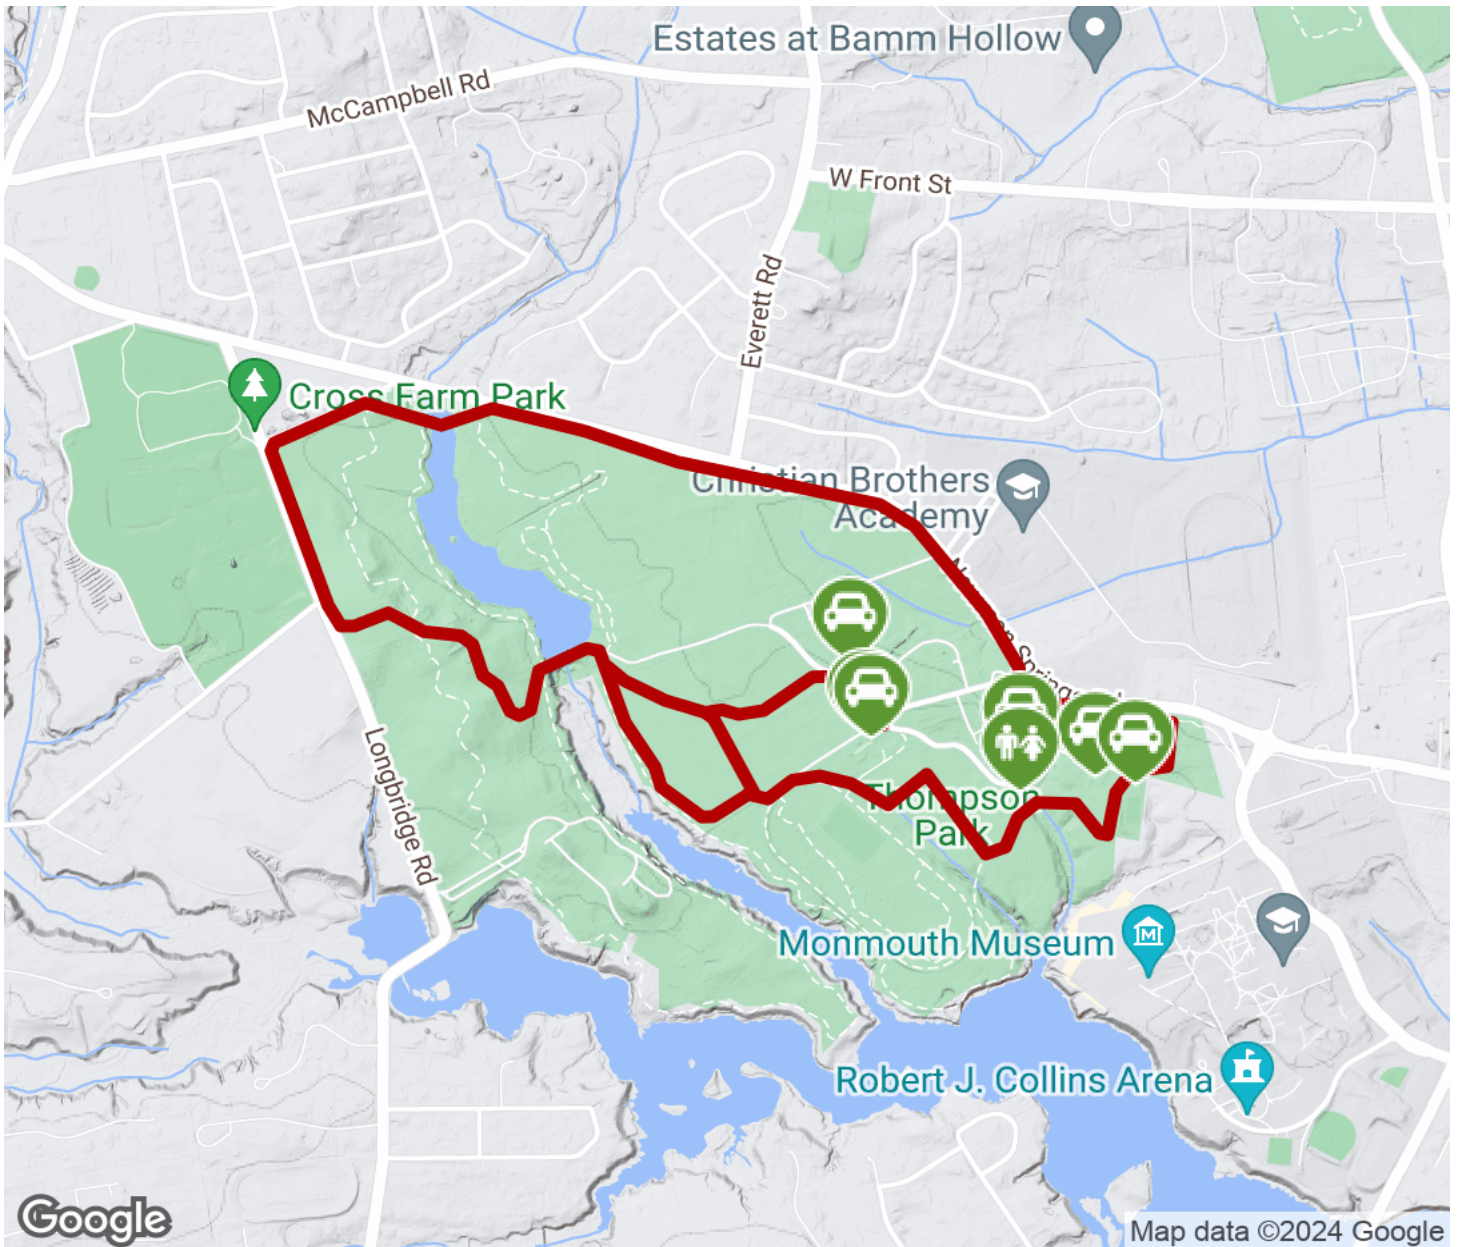 Estates at Bamm Hollow
McCampbell Rd
W Front St
Everett Rd
Cross Farm Park
Christian Brothers
Academy
Thompson
Park
Longbridge Rd
Monmouth Museum
M
Robert J. Collins Arena
Google
Map data ©2024 Google